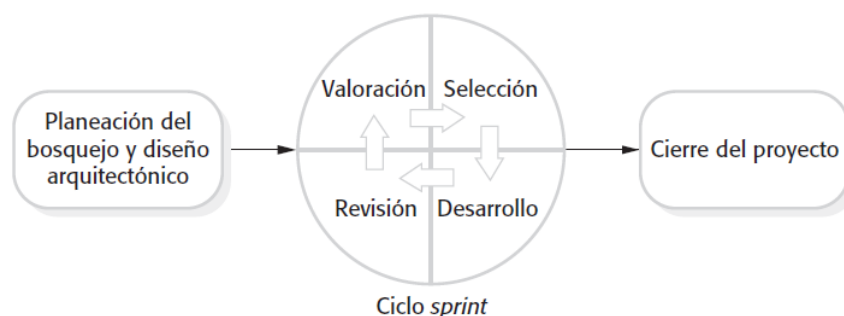 Planeación del
bosquejo y diseño
arquitectónico
Valoración
Selección
Revisión
Desarrollo
Cierre del proyecto
Ciclo sprint